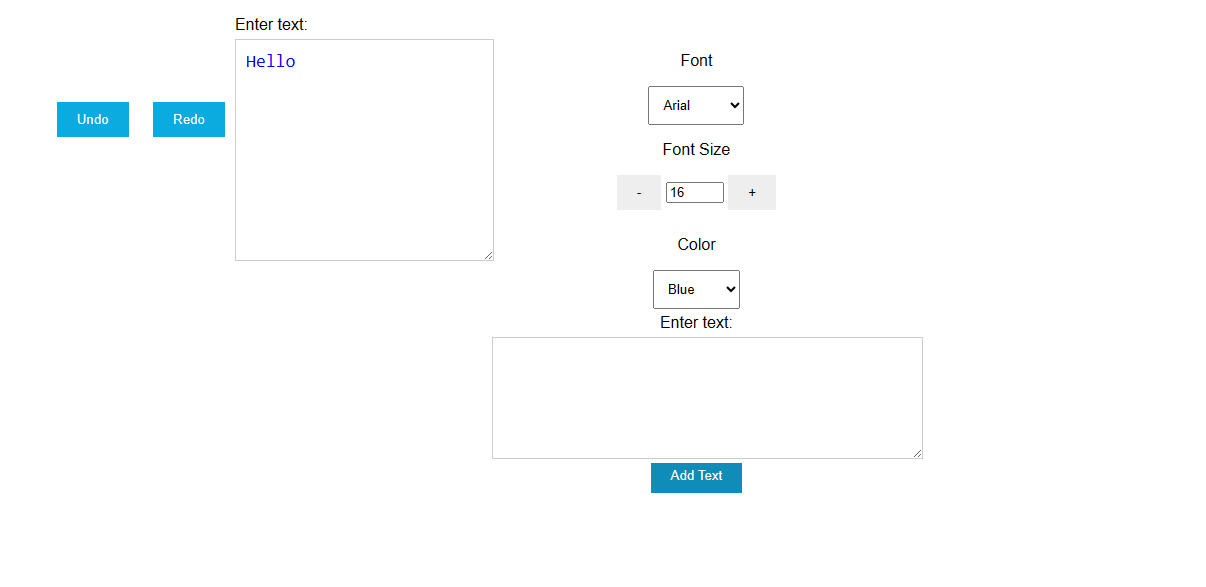 Enter text:
Hello
Undo
Redo
Font
Arial
Font Size
-
16
+
Color
Blue
Enter text:
Add Text